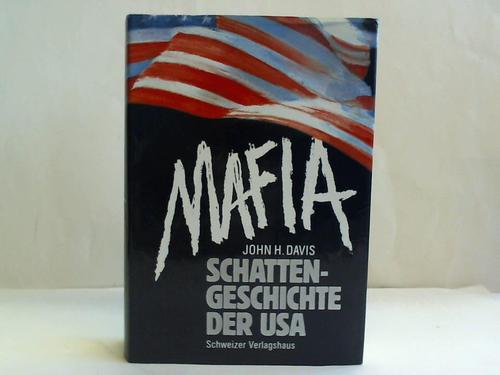 MAFIA
JOHN H. DAVIS
SCHATTEN-
GESCHICHTE
DER USA
Schweizer Verlagshaus